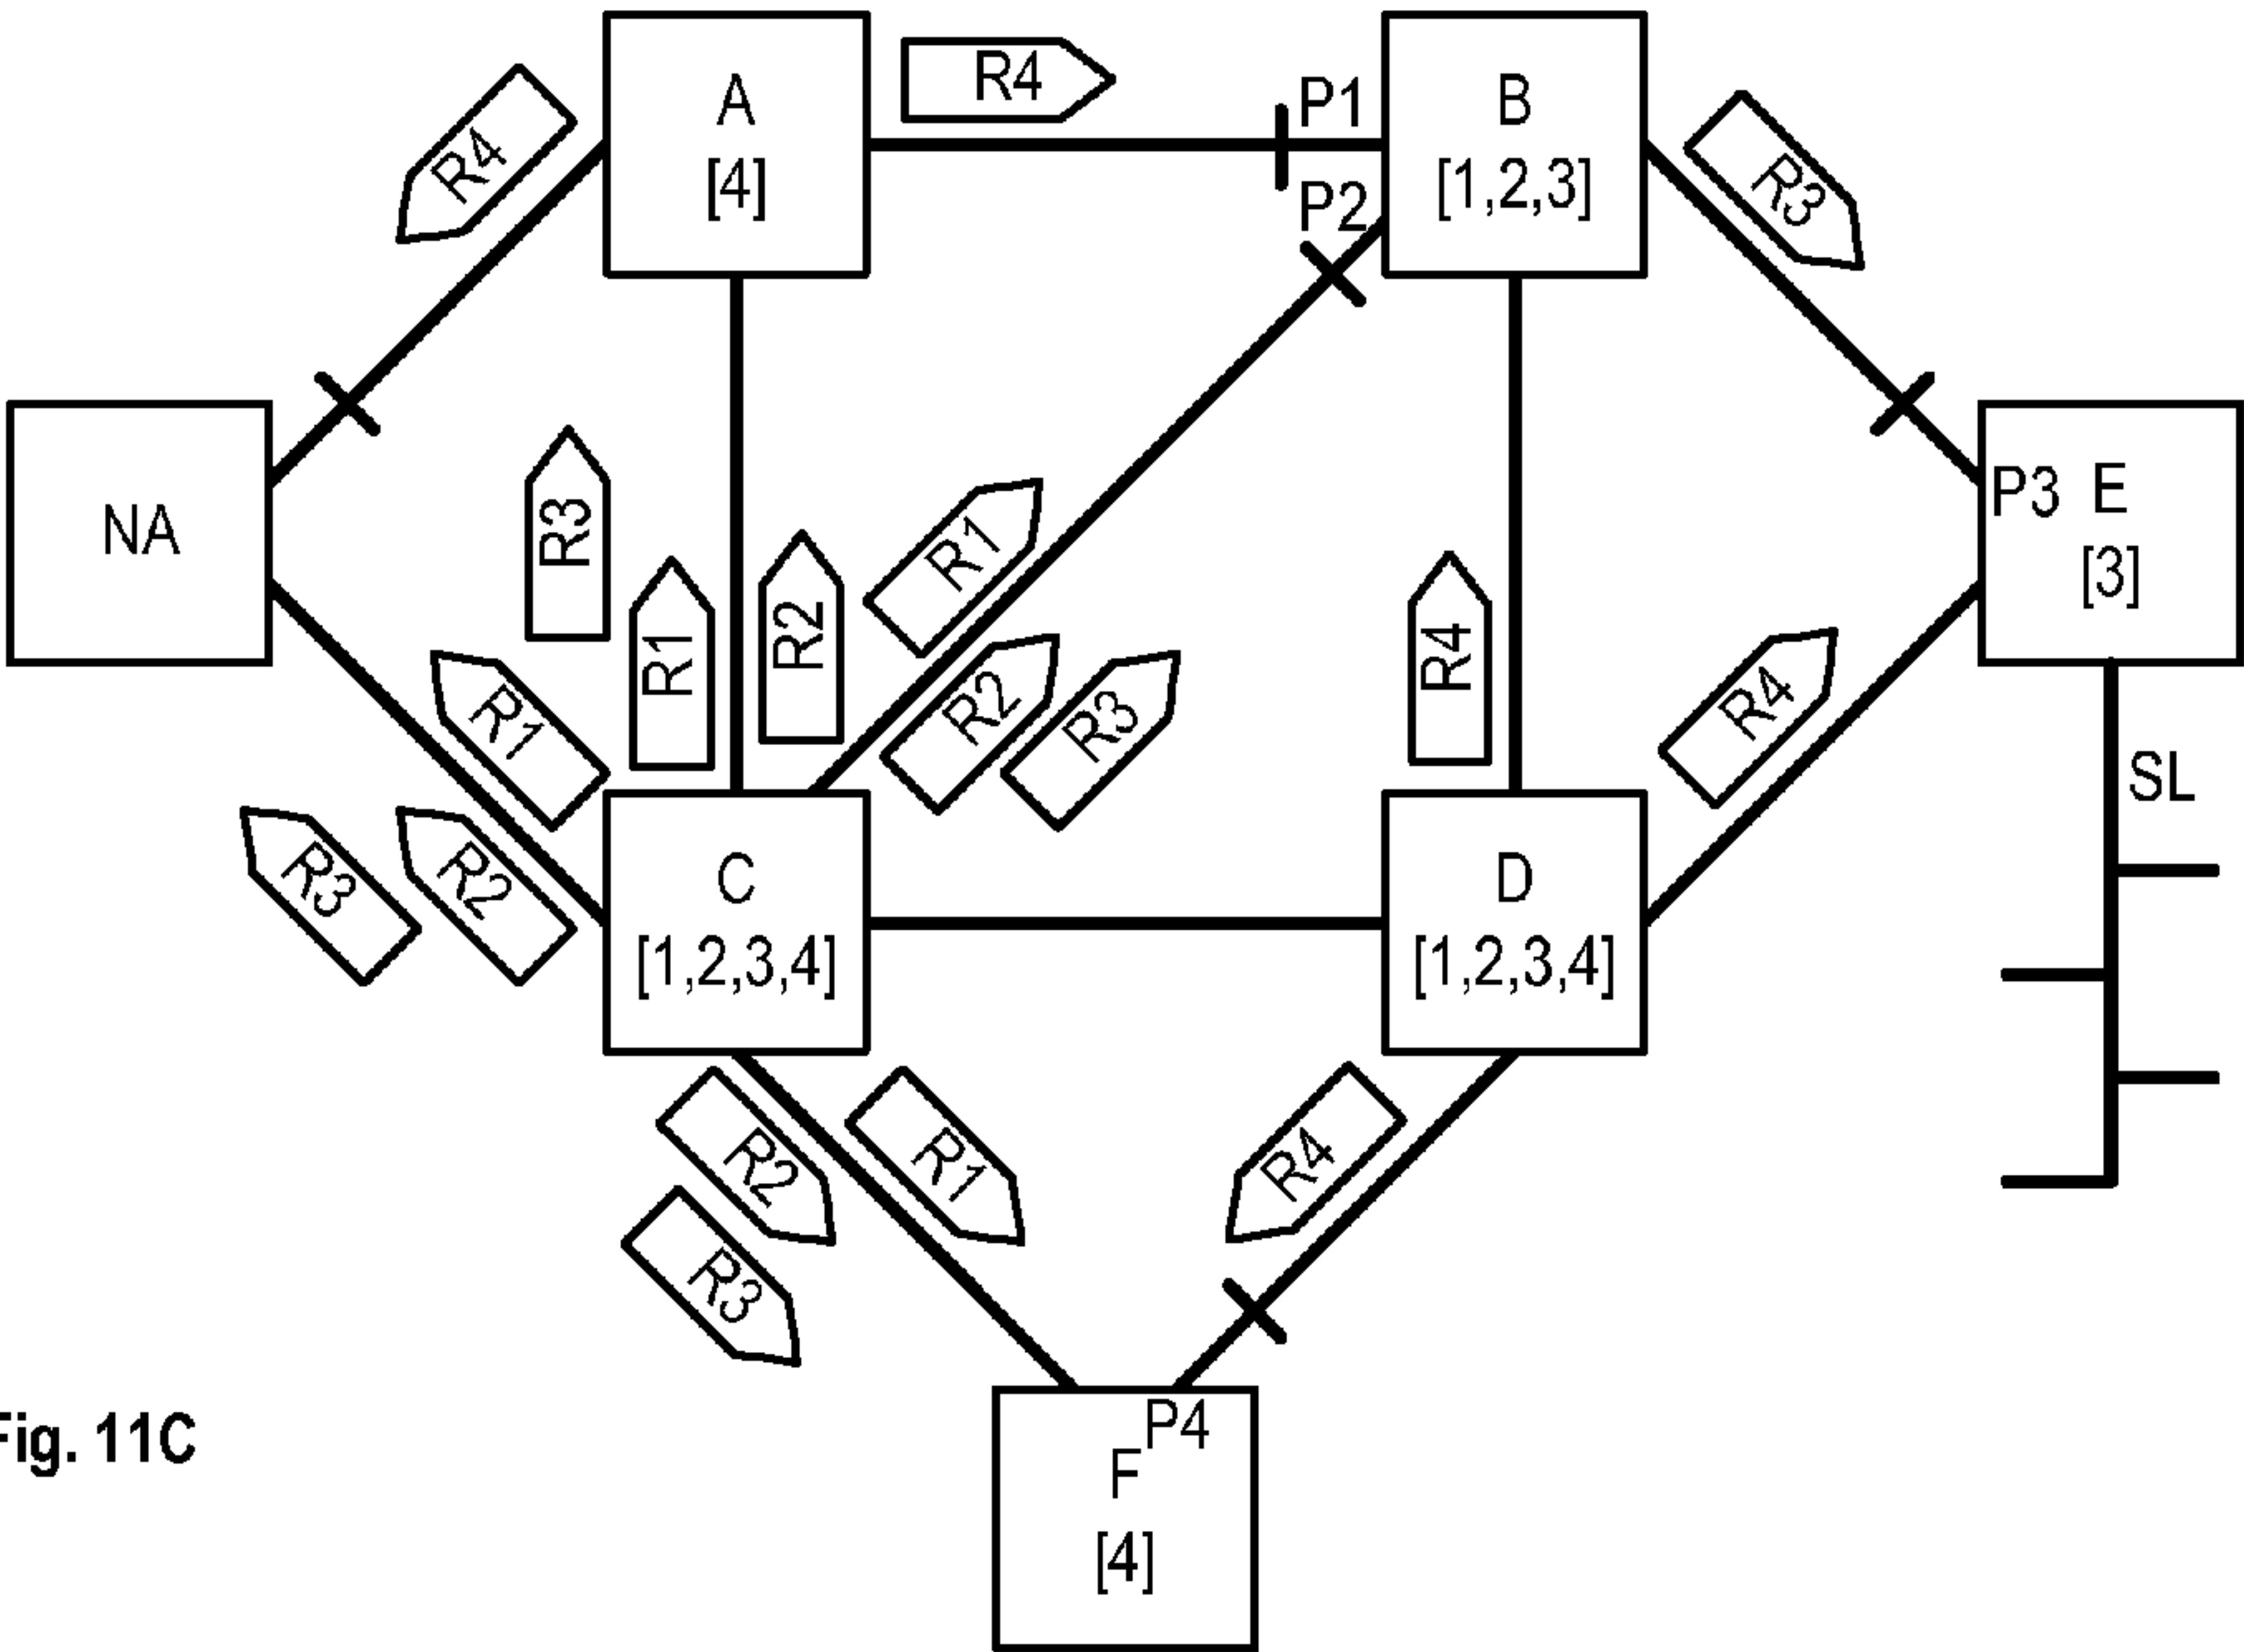 A
[4]
R4
P1
B
[1,2,3]
P2
R4
R3
NA
R3
R1
R2
R1
R2
R3
R4
R4
P3 E
[3]
SL
R1
R2
R3
C
[1,2,3,4]
D
[1,2,3,4]
R2
R1
R3
R4
P4
F
[4]
Fig. 11C